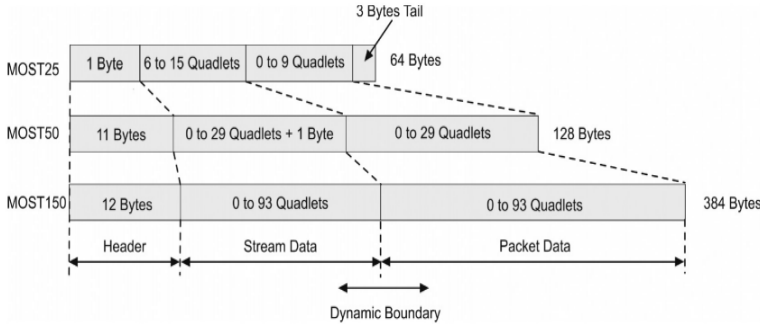 3 Bytes Tail
MOST25 1 Byte 6 to 15 Quadlets 0 to 9 Quadlets 64 Bytes
MOST50 11 Bytes 0 to 29 Quadlets + 1 Byte 0 to 29 Quadlets 128 Bytes
MOST150 12 Bytes 0 to 93 Quadlets 0 to 93 Quadlets 384 Bytes
Header Stream Data Packet Data
Dynamic Boundary